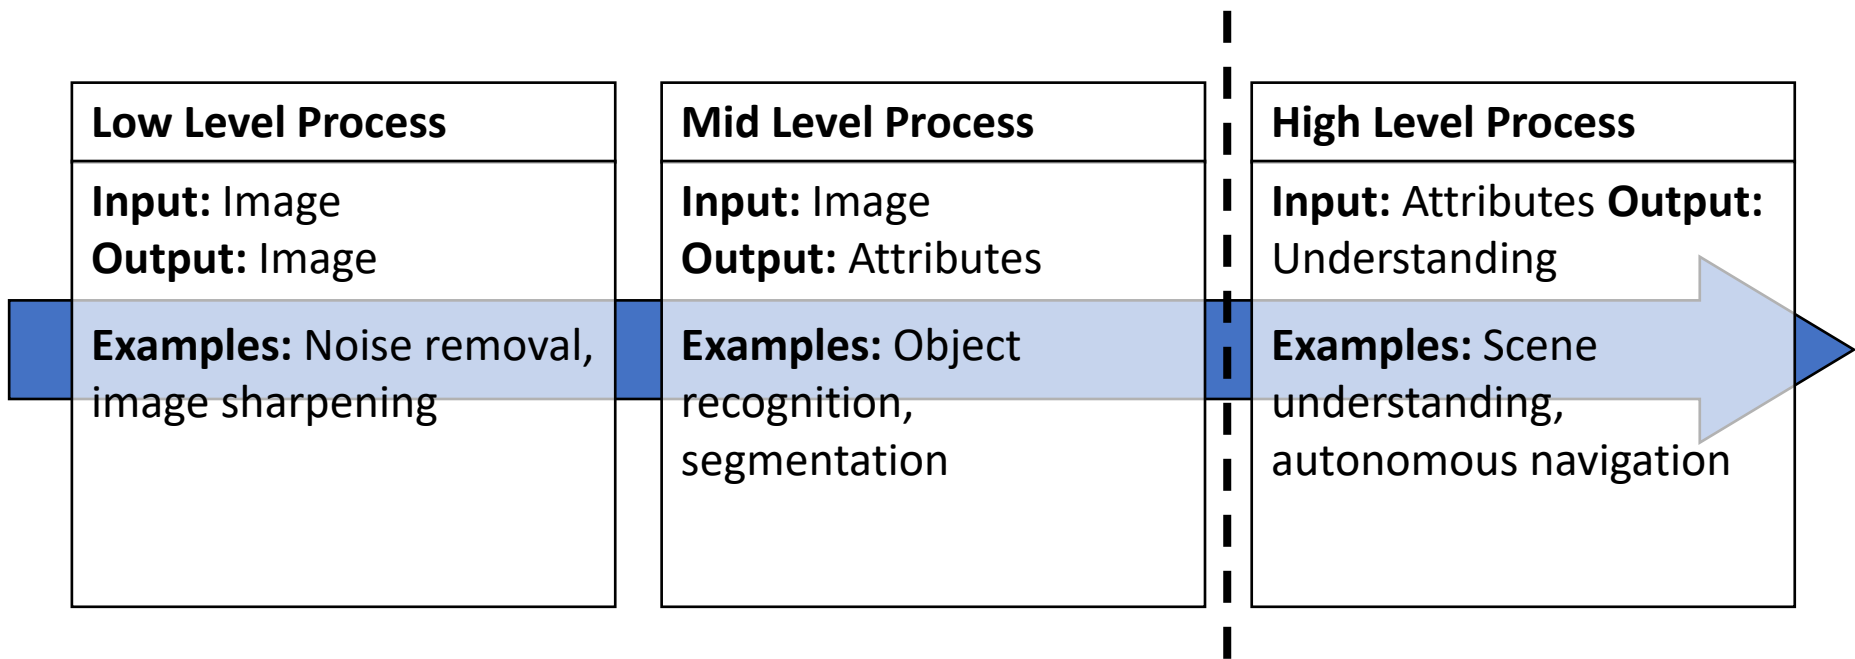 Low Level Process
Input: Image
Output: Image
Examples: Noise removal,
image sharpening
Mid Level Process
Input: Image
Output: Attributes
Examples: Object
recognition,
segmentation
High Level Process
Input: Attributes Output:
Understanding
Examples: Scene
understanding,
autonomous navigation